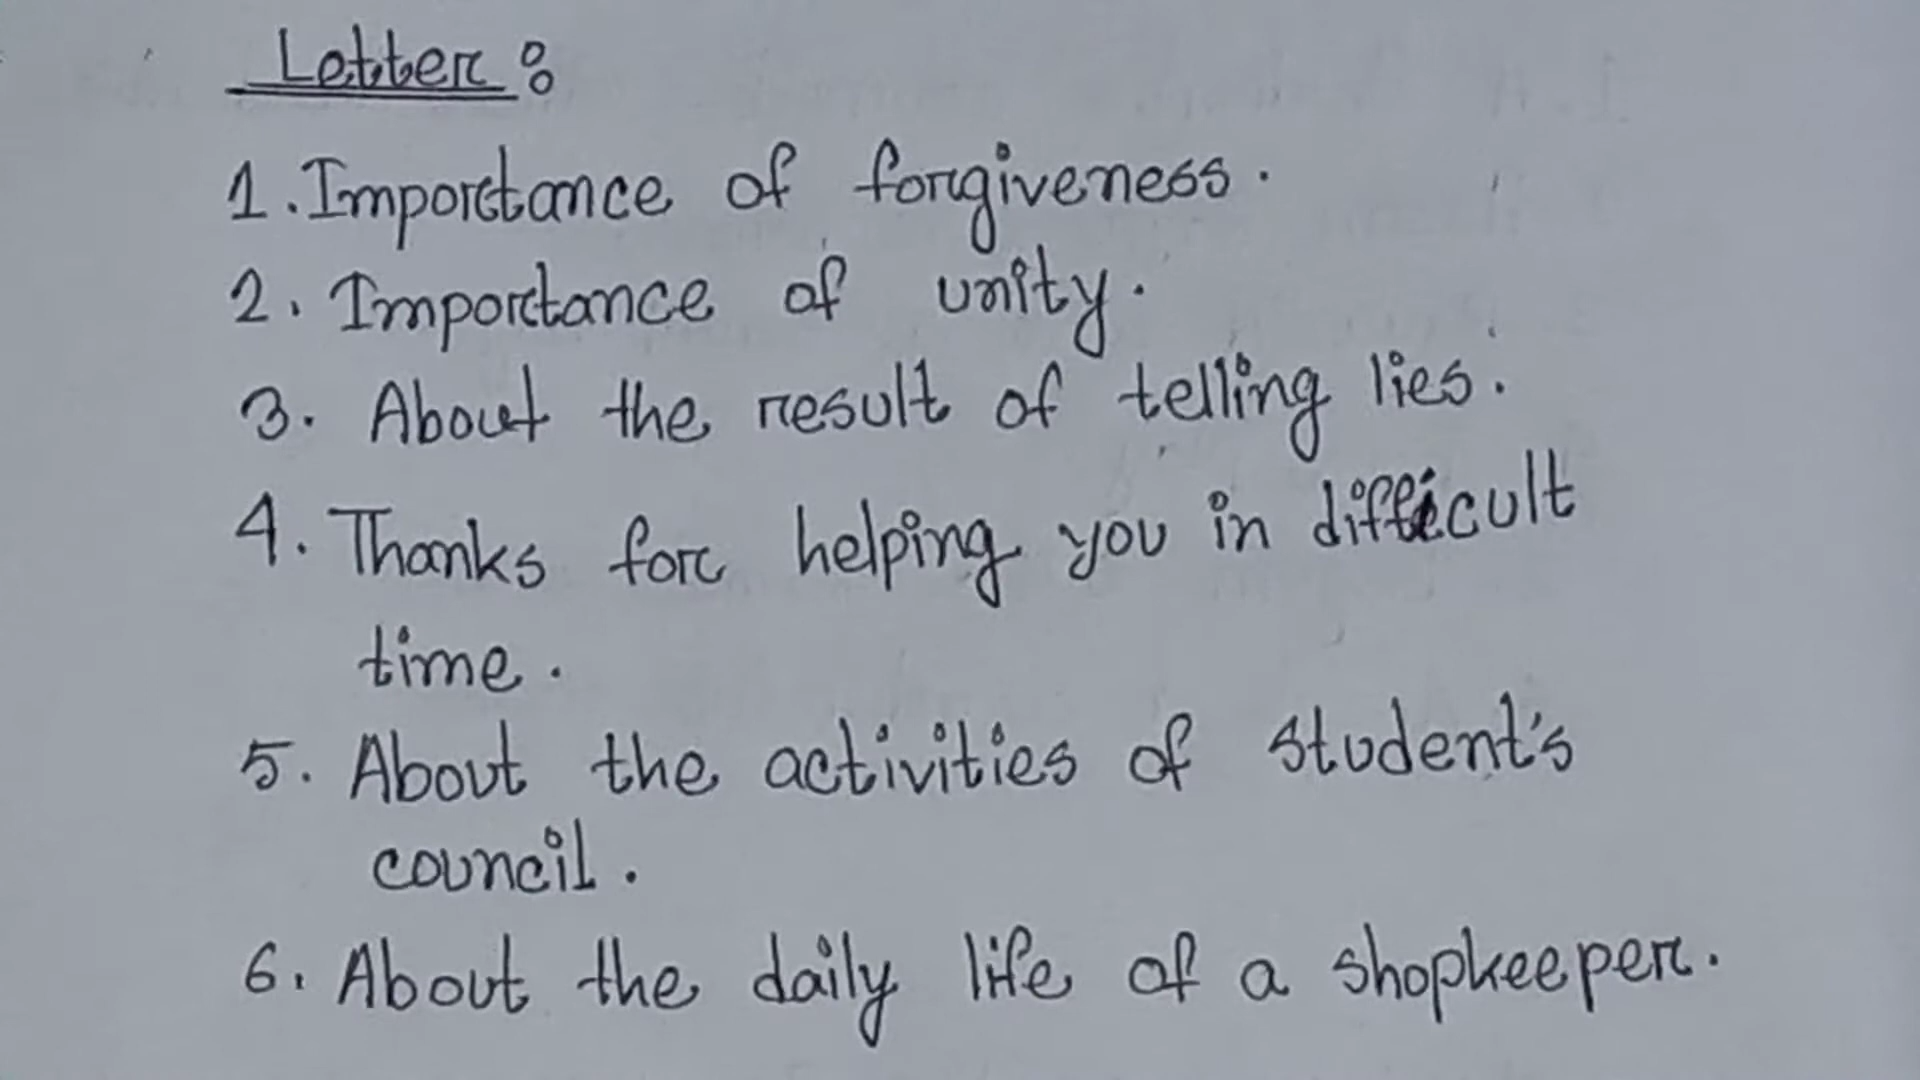 Letter :
1. Importance of forgiveness.
2. Importance of unity.
3. About the result of telling lies.
4. Thanks for helping you in difficult
time.
5. About the activities of student's
council.
6. About the daily life of a shopkeeper.